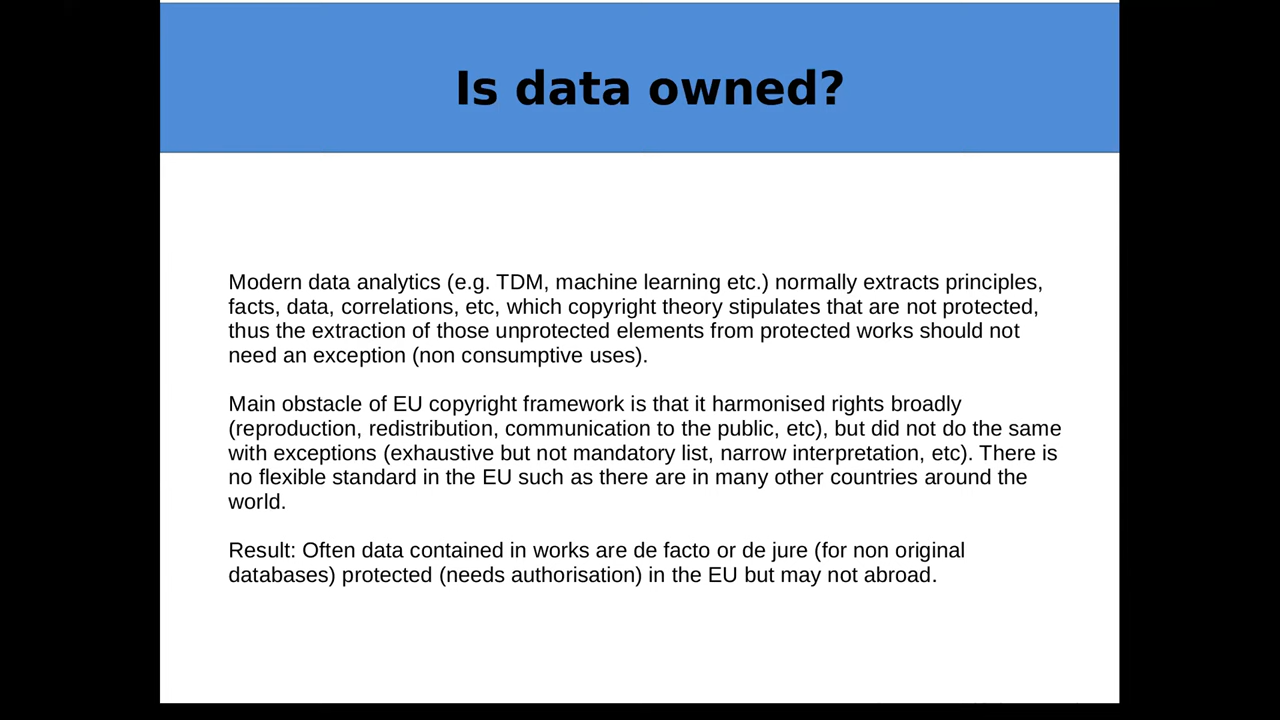 Is data owned?
Modern data analytics (e.g. TDM, machine learning etc.) normally extracts principles,
facts, data, correlations, etc, which copyright theory stipulates that are not protected,
thus the extraction of those unprotected elements from protected works should not
need an exception (non consumptive uses).
Main obstacle of EU copyright framework is that it harmonised rights broadly
(reproduction, redistribution, communication to the public, etc), but did not do the same
with exceptions (exhaustive but not mandatory list, narrow interpretation, etc). There is
no flexible standard in the EU such as there are in many other countries around the
world.
Result: Often data contained in works are de facto or de jure (for non original
databases) protected (needs authorisation) in the EU but may not abroad.